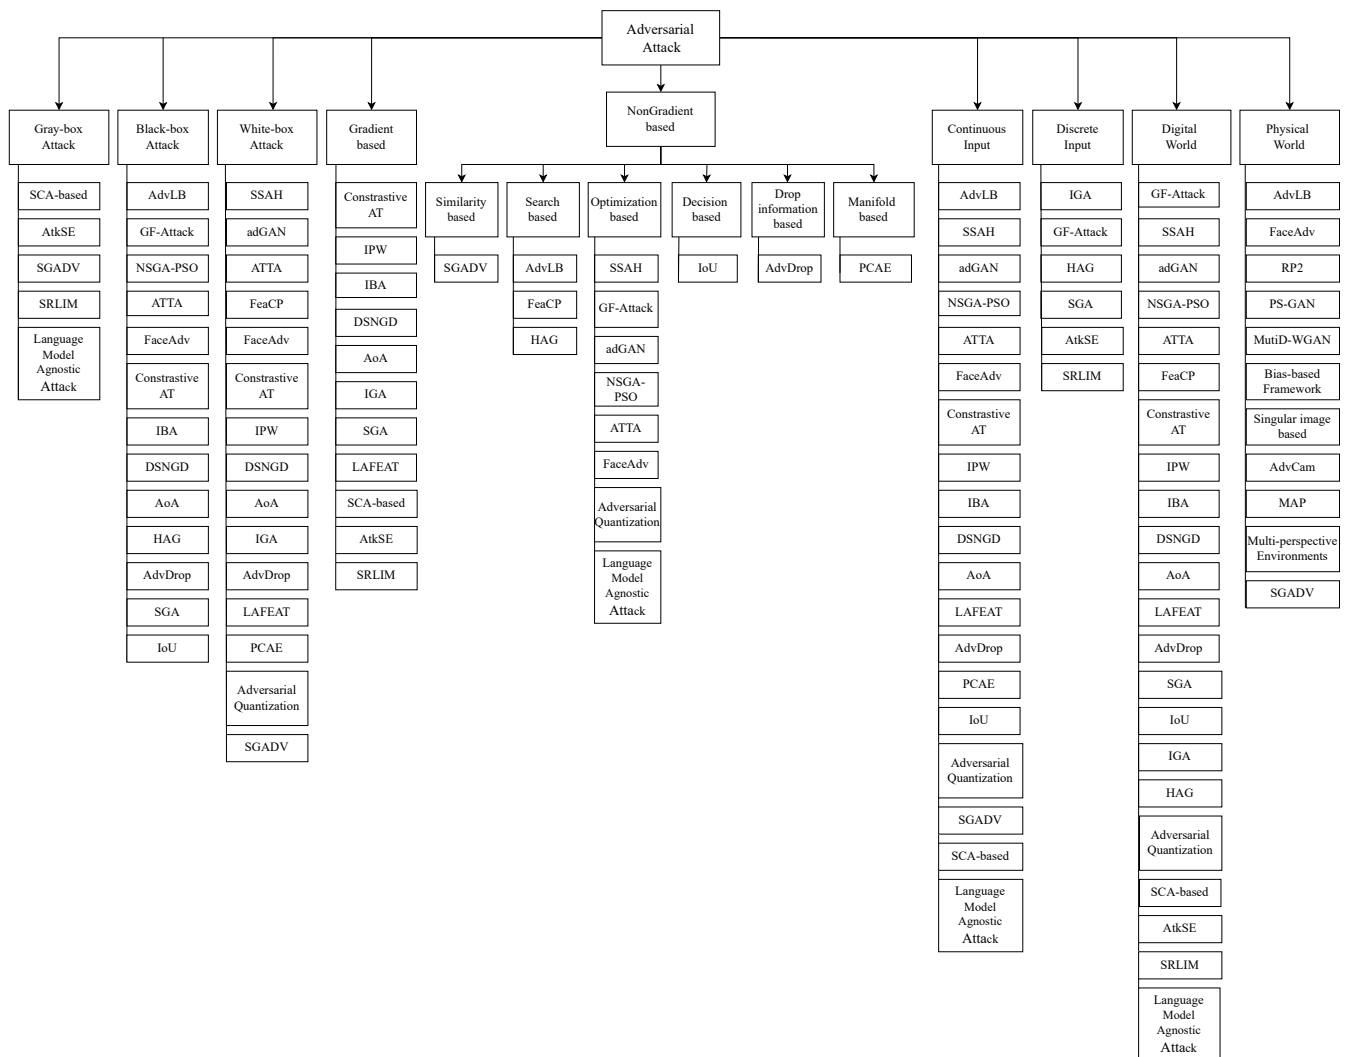 Adversarial
Attack
NonGradient
based
Gray-box
Attack
SCA-based
AtkSE
SGADV
SRLIM
Language
Model
Agnostic
Attack
Black-box
Attack
AdvLB
GF-Attack
NSGA-PSO
ATTA
FaceAdv
Constrastive
AT
IBA
DSNGD
AoA
HAG
AdvDrop
SGA
IoU
White-box
Attack
SSAH
adGAN
ATTA
FeaCP
FaceAdv
Constrastive
AT
IPW
DSNGD
AoA
IGA
AdvDrop
LAFEAT
PCAE
Adversarial
Quantization
SGADV
Gradient
based
Constrastive
AT
IPW
IBA
DSNGD
AoA
IGA
SGA
LAFEAT
SCA-based
AtkSE
SRLIM
Similarity
based
SGADV
Search
based
AdvLB
FeaCP
HAG
Optimization
based
SSAH
GF-Attack
adGAN
NSGA-
PSO
ATTA
FaceAdv
Adversarial
Quantization
Language
Model
Agnostic
Attack
Decision
based
IoU
Drop
information
based
AdvDrop
Manifold
based
PCAE
Continuous
Input
AdvLB
SSAH
adGAN
NSGA-PSO
ATTA
FaceAdv
Constrastive
AT
IPW
IBA
DSNGD
AoA
LAFEAT
AdvDrop
PCAE
IoU
Adversarial
Quantization
SGADV
SCA-based
Language
Model
Agnostic
Attack
Discrete
Input
IGA
GF-Attack
HAG
SGA
AtkSE
SRLIM
Digital
World
GF-Attack
SSAH
adGAN
NSGA-PSO
ATTA
FeaCP
Constrastive
AT
IPW
IBA
DSNGD
AoA
LAFEAT
AdvDrop
SGA
IoU
IGA
HAG
Adversarial
Quantization
SCA-based
AtkSE
SRLIM
Language
Model
Agnostic
Attack
Physical
World
AdvLB
FaceAdv
RP2
PS-GAN
MutiD-WGAN
Bias-based
Framework
Singular image
based
AdvCam
MAP
Multi-perspective
Environments
SGADV